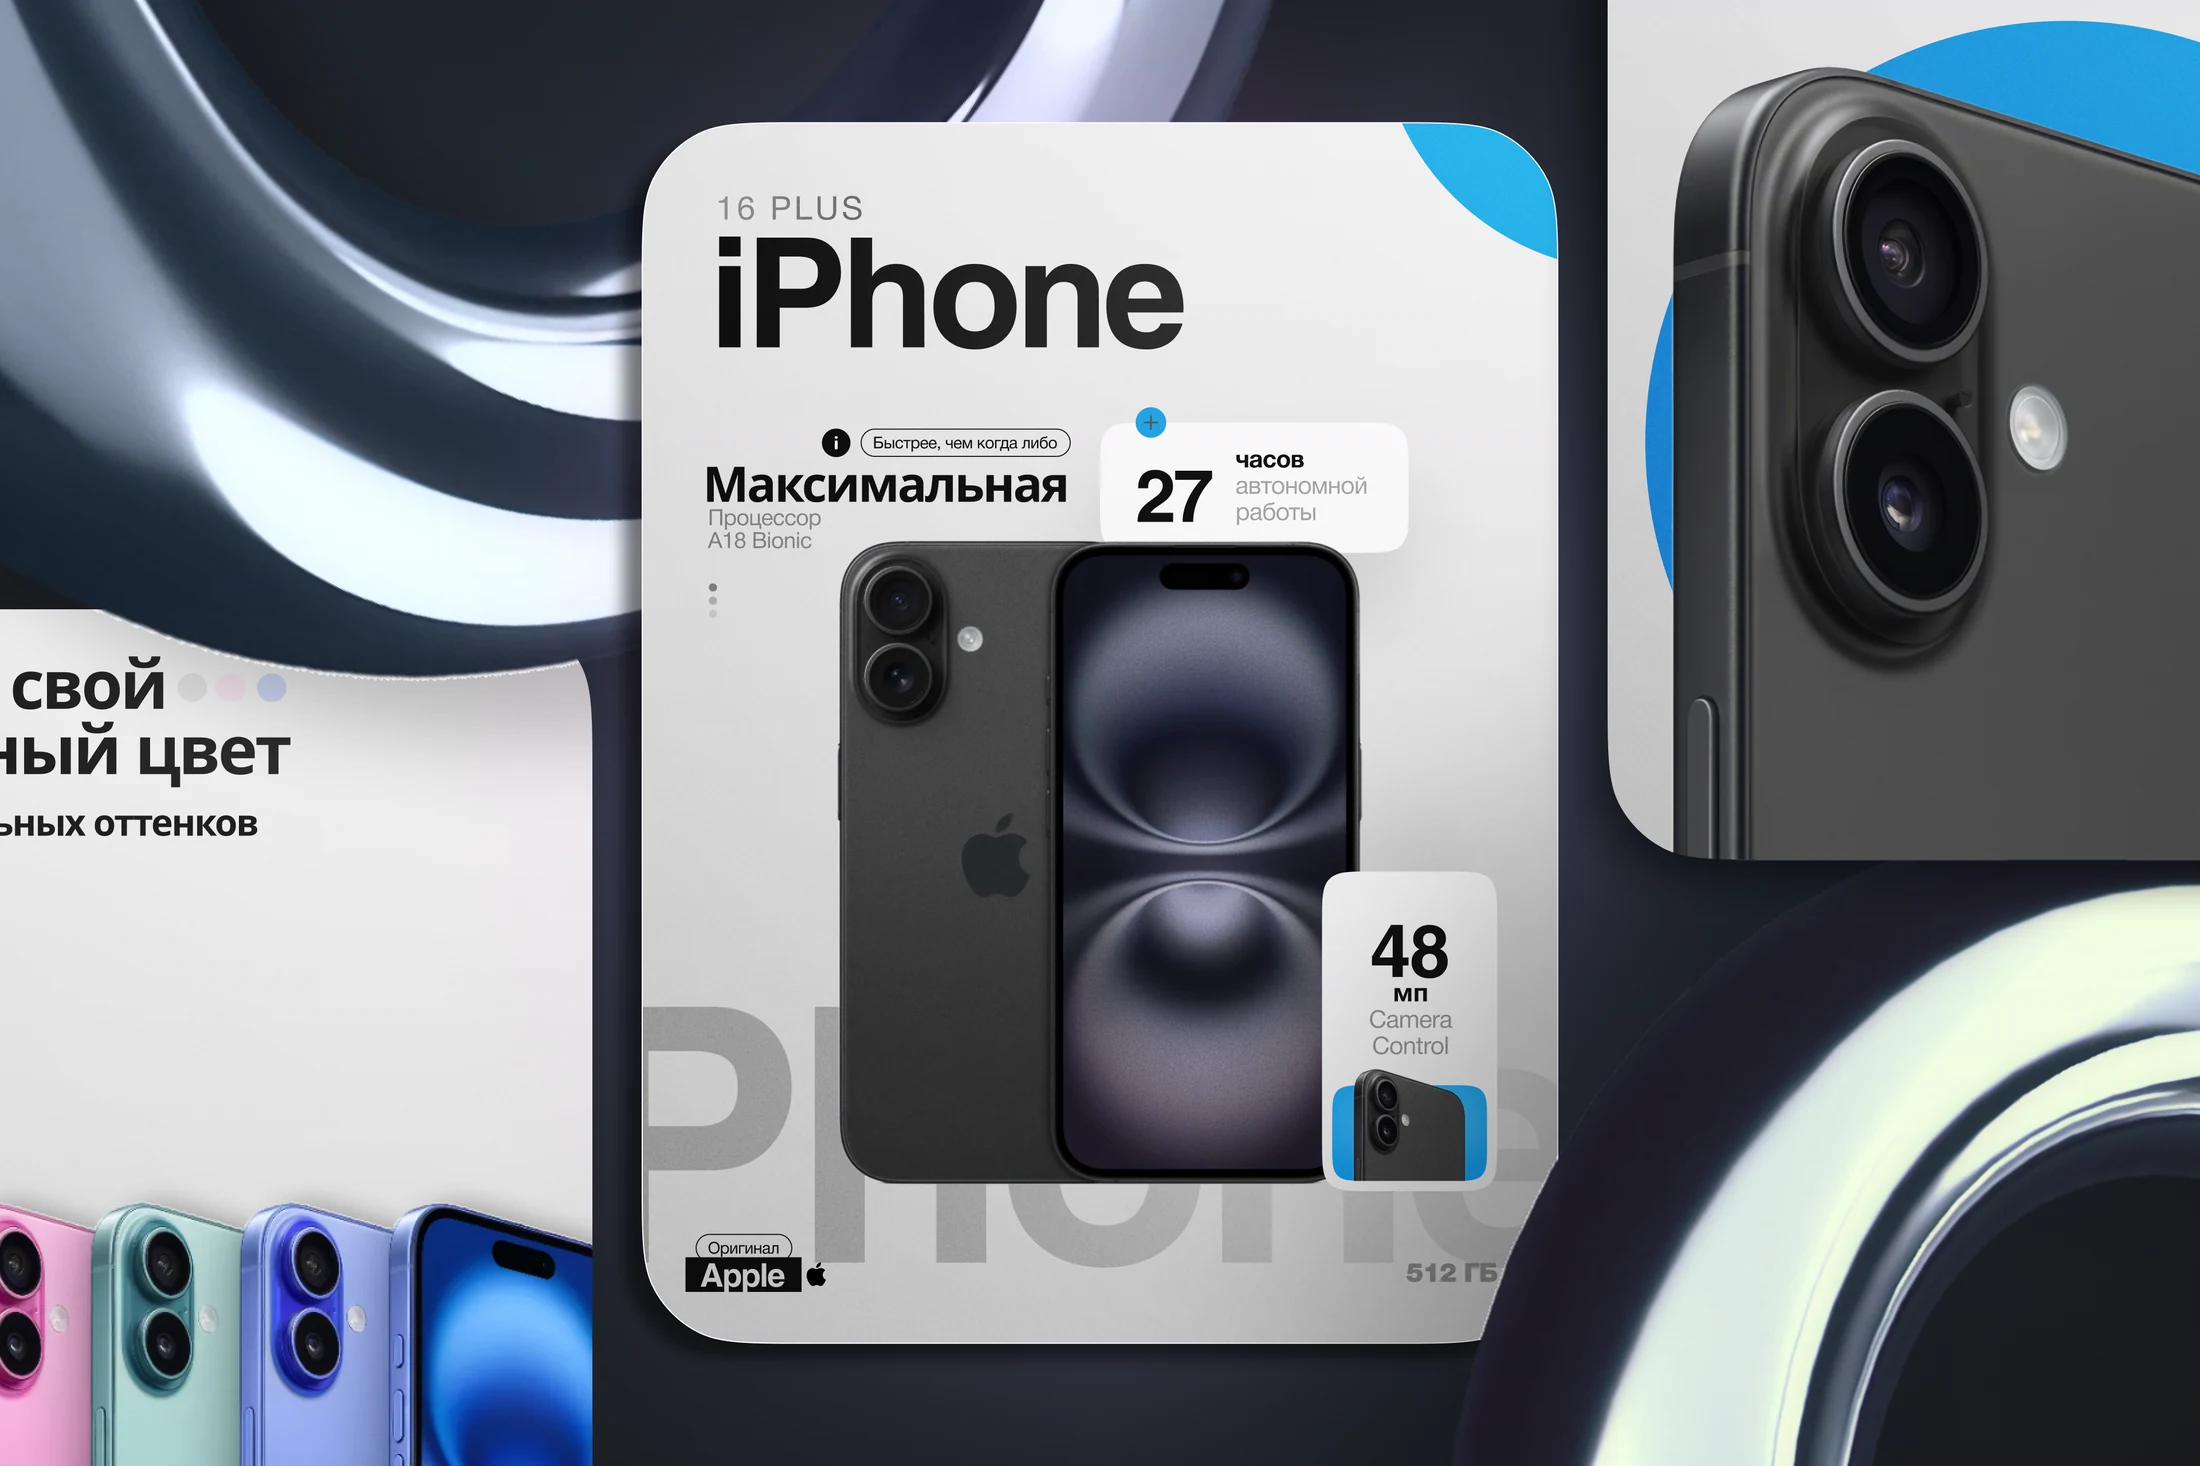 16 PLUS
iPhone
i
Быстрее, чем когда либо
Максимальная
Процессор
A18 Bionic
27
часов
автономной
работы
48
мп
Camera
Control
Phone
Оригинал
Apple
512 ГБ
свой
ный цвет
ьных оттенков